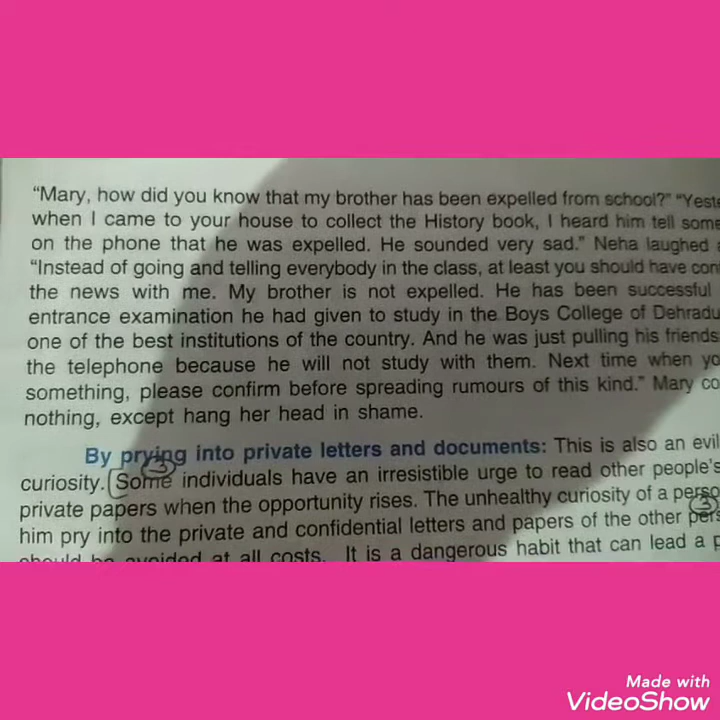 "Mary, how did you know that my brother has been expelled from school?" "Yest
when I came to your house to collect the History book, I heard him tell some
on the phone that he was expelled. He sounded very sad." Neha laughed
"Instead of going and telling everybody in the class, at least you should have con
the news with me. My brother is not expelled. He has been successful
entrance examination he had given to study in the Boys College of Dehradu
one of the best institutions of the country. And he was just pulling his friends
the telephone because he will not study with them. Next time when yo
something, please confirm before spreading rumours of this kind." Mary co
nothing, except hang her head in shame.
By prying into private letters and documents: This is also an evil
3
curiosity. Some individuals have an irresistible urge to read other people's
private papers when the opportunity rises. The unhealthy curiosity of a perso
3
him pry into the private and confidential letters and papers of the other pers
should be avoided at all costs. It is a dangerous habit that can lead a p
Made with
VideoShow